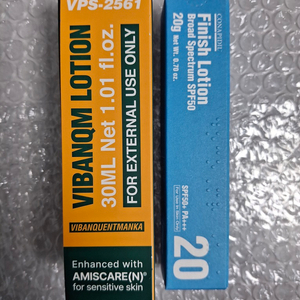 VPS-2561
VIBANQM LOTION
30ML Net 1.01 fl.oz.
FOR EXTERNAL USE ONLY
VIBANQUENTMANKA
Enhanced with
AMISCARE(N)®
for sensitive skin
Finish Lotion
Broad Spectrum SPF50
20g Net Wt. 0.70 oz.
SPF50+ PA+++
20